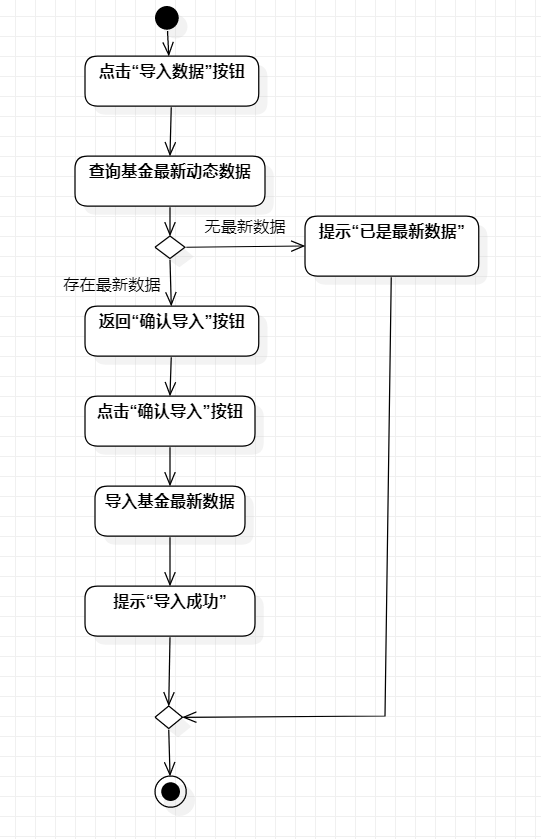 点击“导入数据”按钮
查询基金最新动态数据
无最新数据
提示“已是最新数据”
存在最新数据
返回“确认导入”按钮
点击“确认导入”按钮
导入基金最新数据
提示“导入成功”